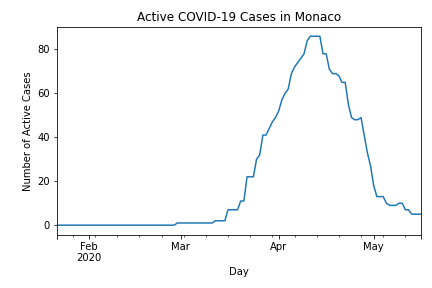 Active COVID-19 Cases in Monaco
Number of Active Cases
80
60
40
20
0
Feb
2020
Mar
Apr
May
Day